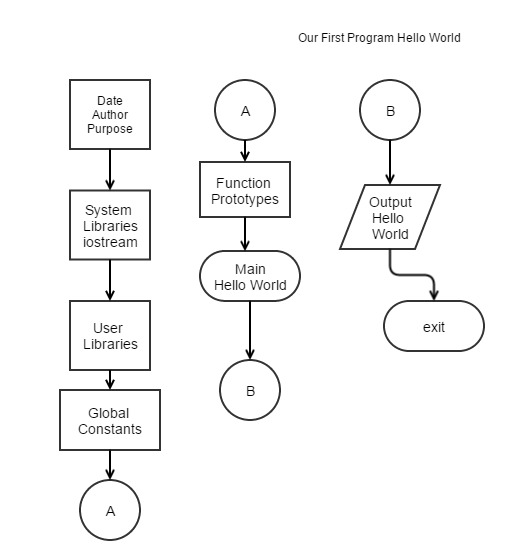 Our First Program Hello World
Date
Author
Purpose
System
Libraries
iostream
User
Libraries
Global
Constants
A
A
Function
Prototypes
Main
Hello World
B
B
Output
Hello
World
exit